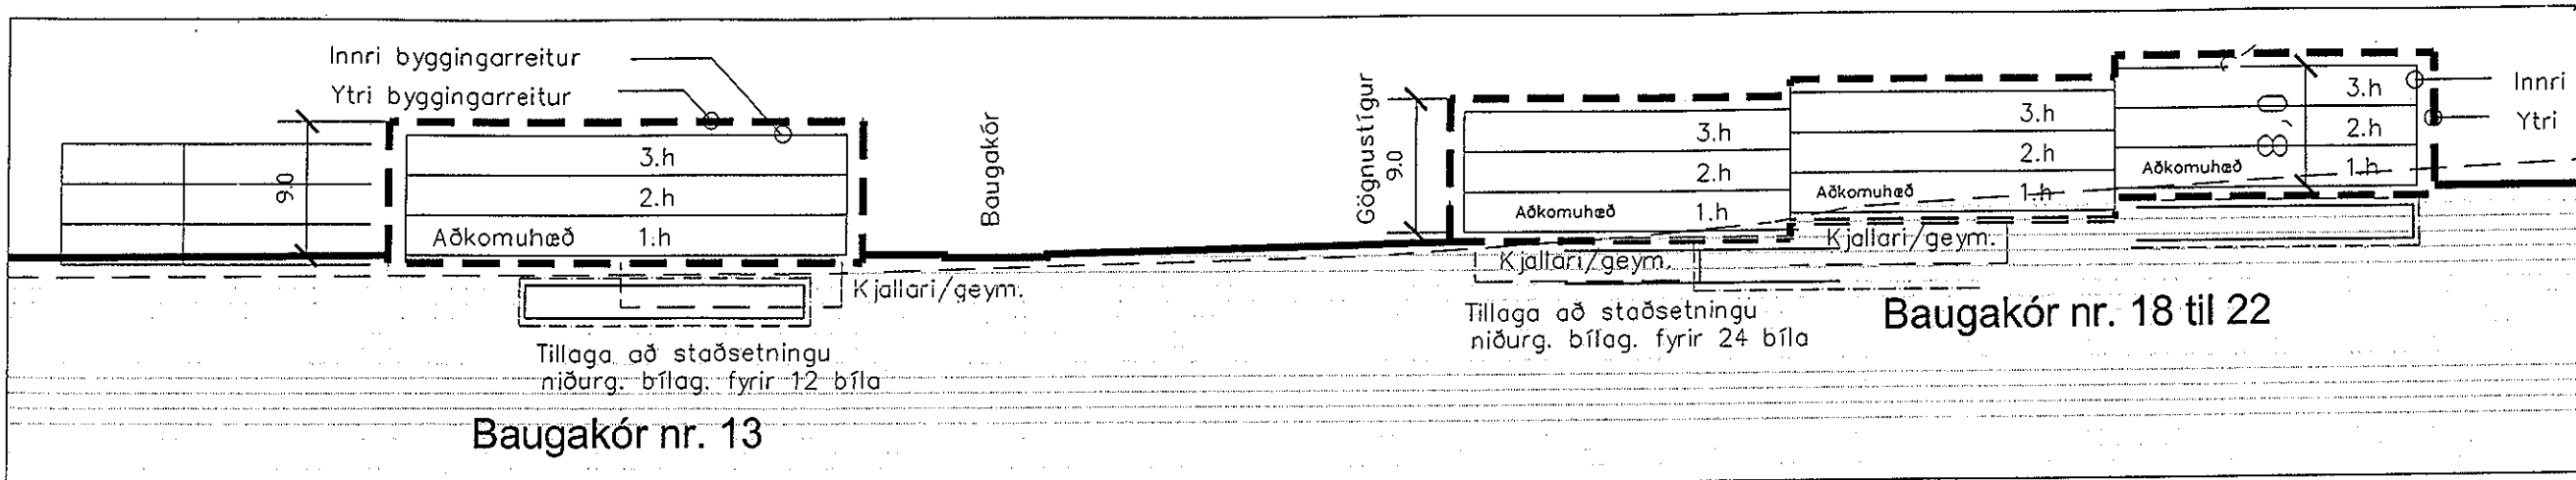 Innri byggingarreitur
Ytri byggingarreitur
9.0
3.h
2.h
Aðkomuhæð 1.h
Kjallari/geym.
Tillaga að staðsetningu
niðurg. bílag. fyrir 12 bíla
Baugakór nr. 13
Baugakór
Gögnustígur
9.0
3.h
2.h
Aðkomuhæð 1.h
Kjallari/geym.
Tillaga að staðsetningu
niðurg. bílag. fyrir 24 bíla
3.h
2.h
Aðkomuhæð 1.h
Kjallari/geym.
8,0
3.h
2.h
Aðkomuhæð 1.h
Innri
Ytri
Baugakór nr. 18 til 22